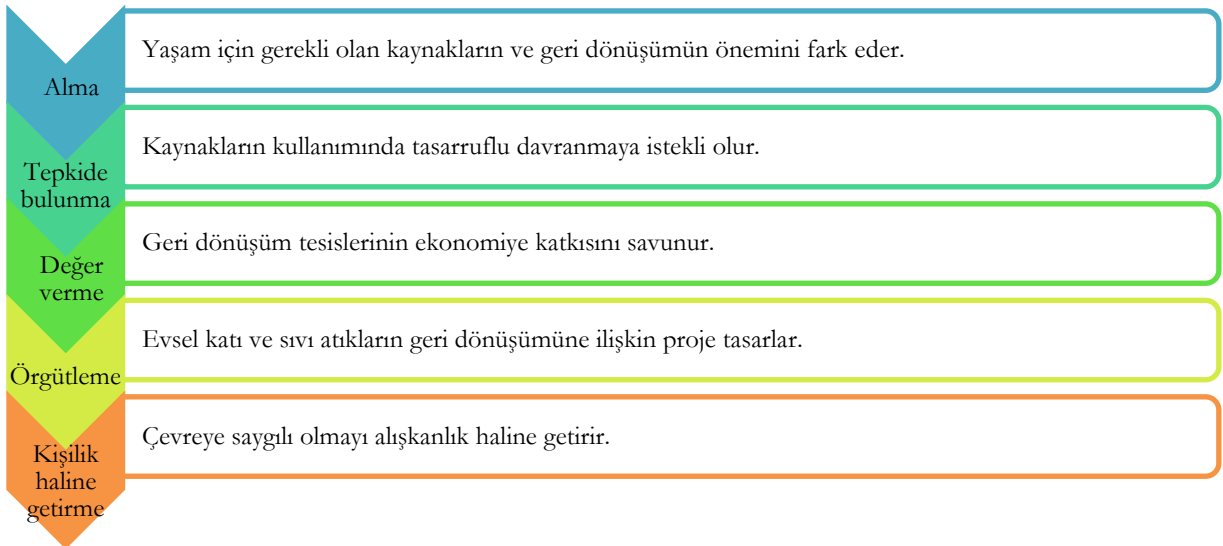 Alma
Yaşam için gerekli olan kaynakların ve geri dönüşümün önemini fark eder.
Tepkide
bulunma
Kaynakların kullanımında tasarruflu davranmaya istekli olur.
Değer
verme
Geri dönüşüm tesislerinin ekonomiye katkısını savunur.
Örgütleme
Evsel katı ve sıvı atıkların geri dönüşümüne ilişkin proje tasarlar.
Kişilik
haline
getirme
Çevreye saygılı olmayı alışkanlık haline getirir.